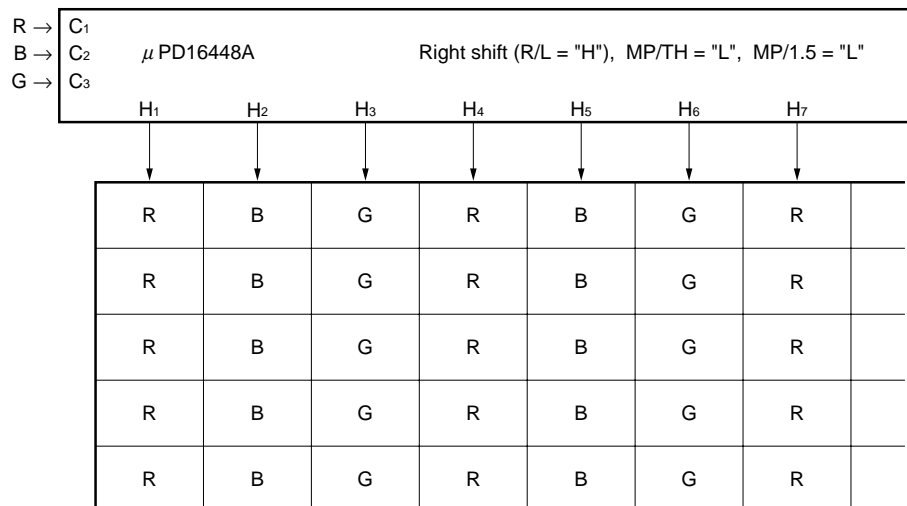 R → C1
B → C2 μPD16448A Right shift (R/L = "H"), MP/TH = "L", MP/1.5 = "L"
G → C3
H1 H2 H3 H4 H5 H6 H7
R B G R B G R
R B G R B G R
R B G R B G R
R B G R B G R
R B G R B G R